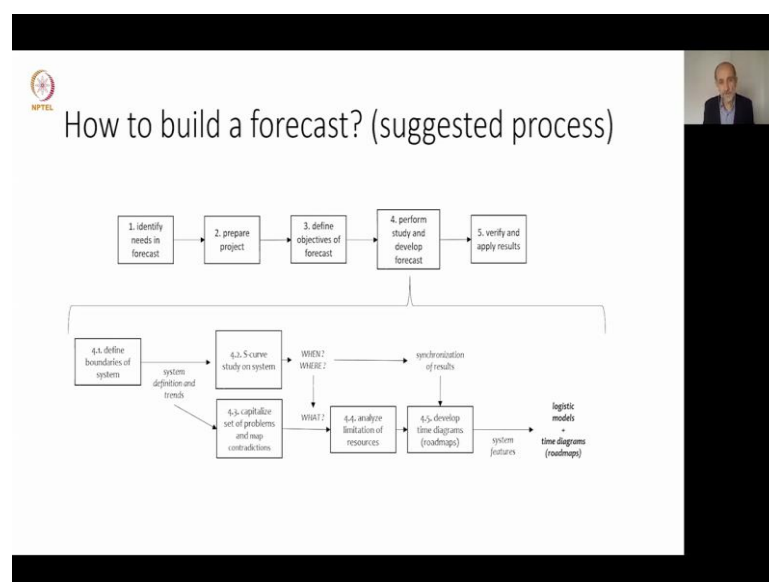 NPTEL
How to build a forecast? (suggested process)
1. identify
needs in
forecast
2. prepare
project
3. define
objectives of
forecast
4. perform
study and
develop
forecast
5. verify and
apply results
4.1. define
boundaries of
system
system
definition and
trends
4.2. S-curve
study on system
WHEN?
WHERE?
synchronization
of results
4.3. capitalize
set of problems
and map
contradictions
WHAT?
4.4. analyze
limitation of
resources
4.5. develop
time diagrams
(roadmaps)
system
features
logistic
models
+
time diagrams
(roadmaps)